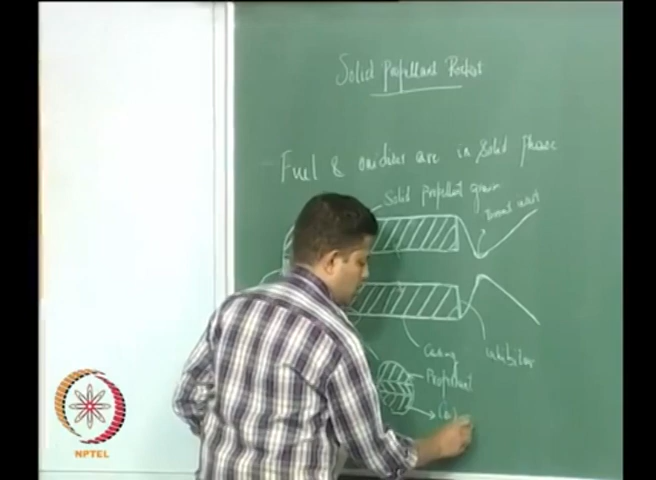 Solid Propellant Rocket
Fuel & oxidizer are in Solid Phase
Solid propellant grain
Throat insert
Casing
inhibitor
Propellant
(a)
NPTEL